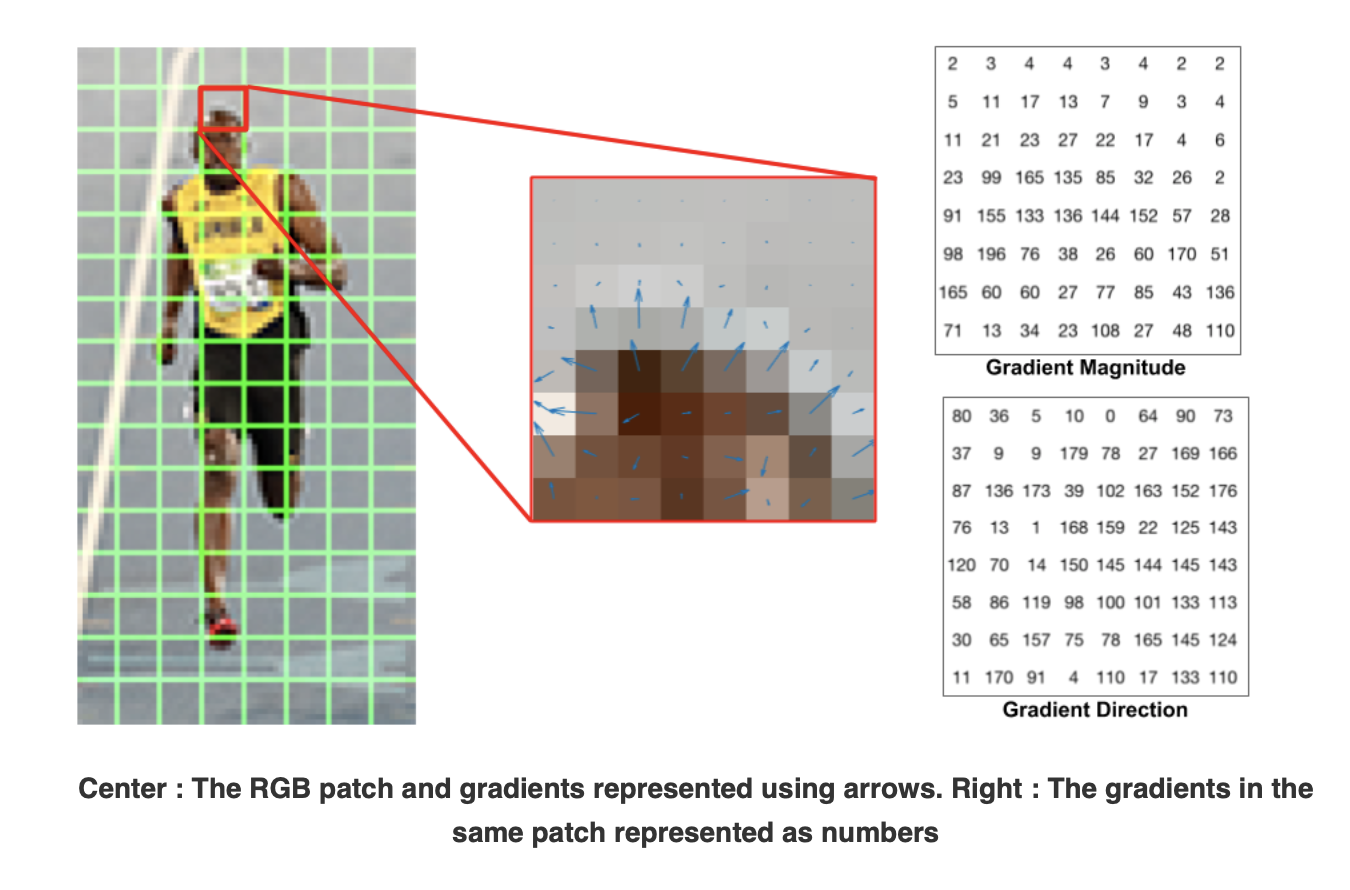 2 3 4 4 3 4 2 2
5 11 17 13 7 9 3 4
11 21 23 27 22 17 4 6
23 99 165 135 85 32 26 2
91 155 133 136 144 152 57 28
98 196 76 38 26 60 170 51
165 60 60 27 77 85 43 136
71 13 34 23 108 27 48 110
Gradient Magnitude
80 36 5 10 0 64 90 73
37 9 9 179 78 27 169 166
87 136 173 39 102 163 152 176
76 13 1 168 159 22 125 143
120 70 14 150 145 144 145 143
58 86 119 98 100 101 133 113
30 65 157 75 78 165 145 124
11 170 91 4 110 17 133 110
Gradient Direction
Center : The RGB patch and gradients represented using arrows. Right : The gradients in the
same patch represented as numbers